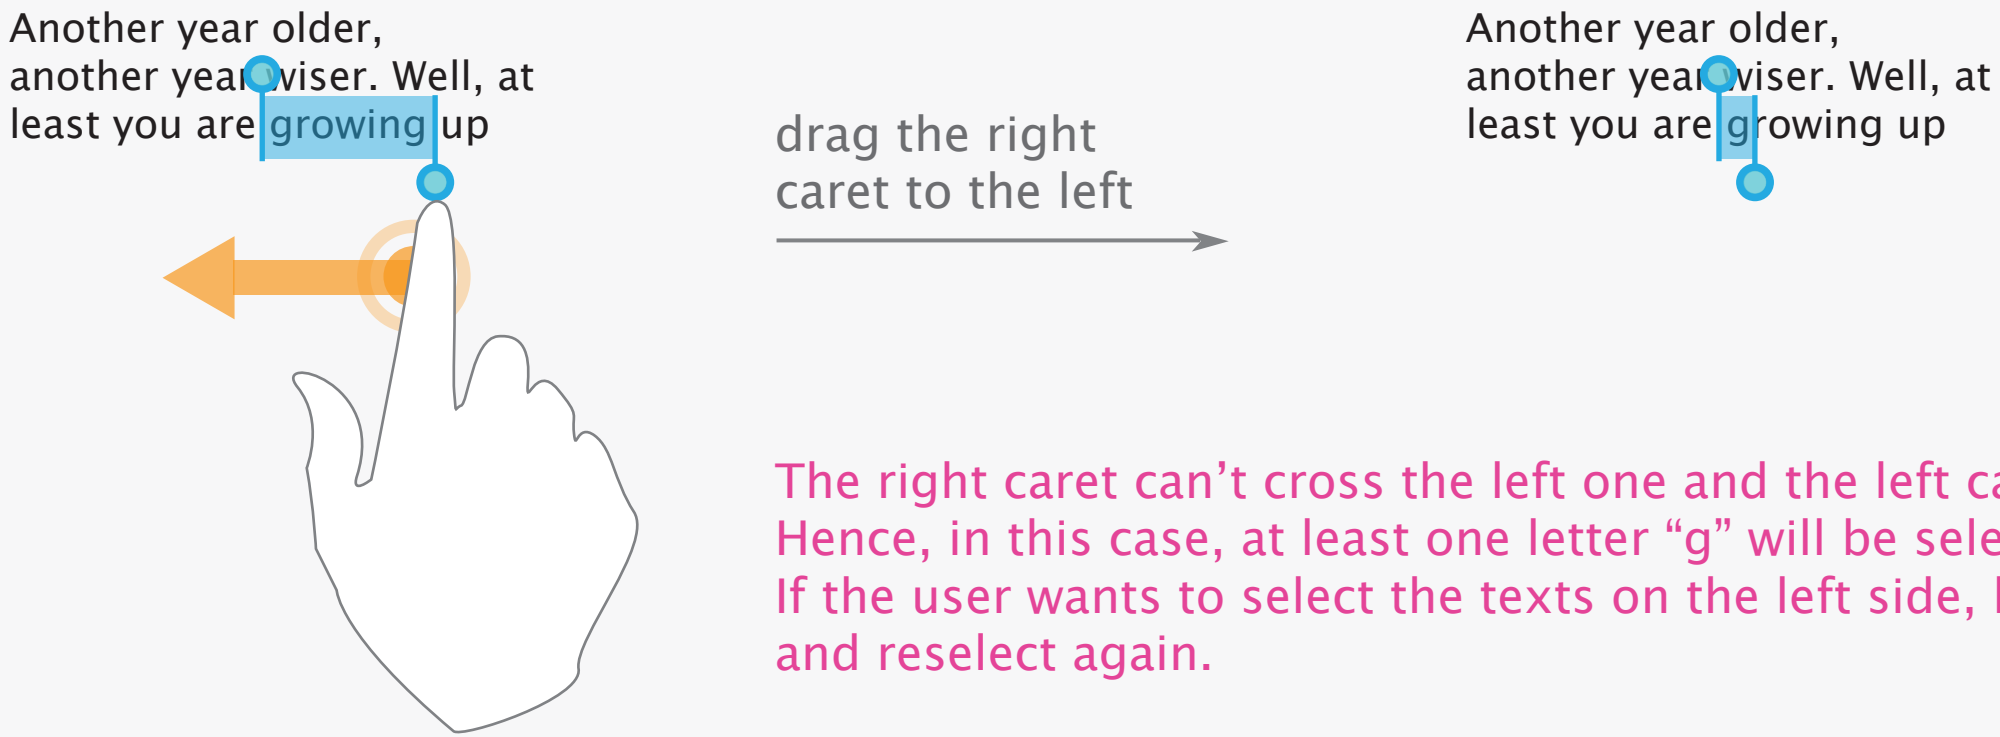 Another year older,
another year wiser. Well, at
least you are growing up
drag the right
caret to the left
Another year older,
another year wiser. Well, at
least you are growing up
The right caret can’t cross the left one and the left
Hence, in this case, at least one letter “g” will be
If the user wants to select the texts on the left side,
and reselect again.